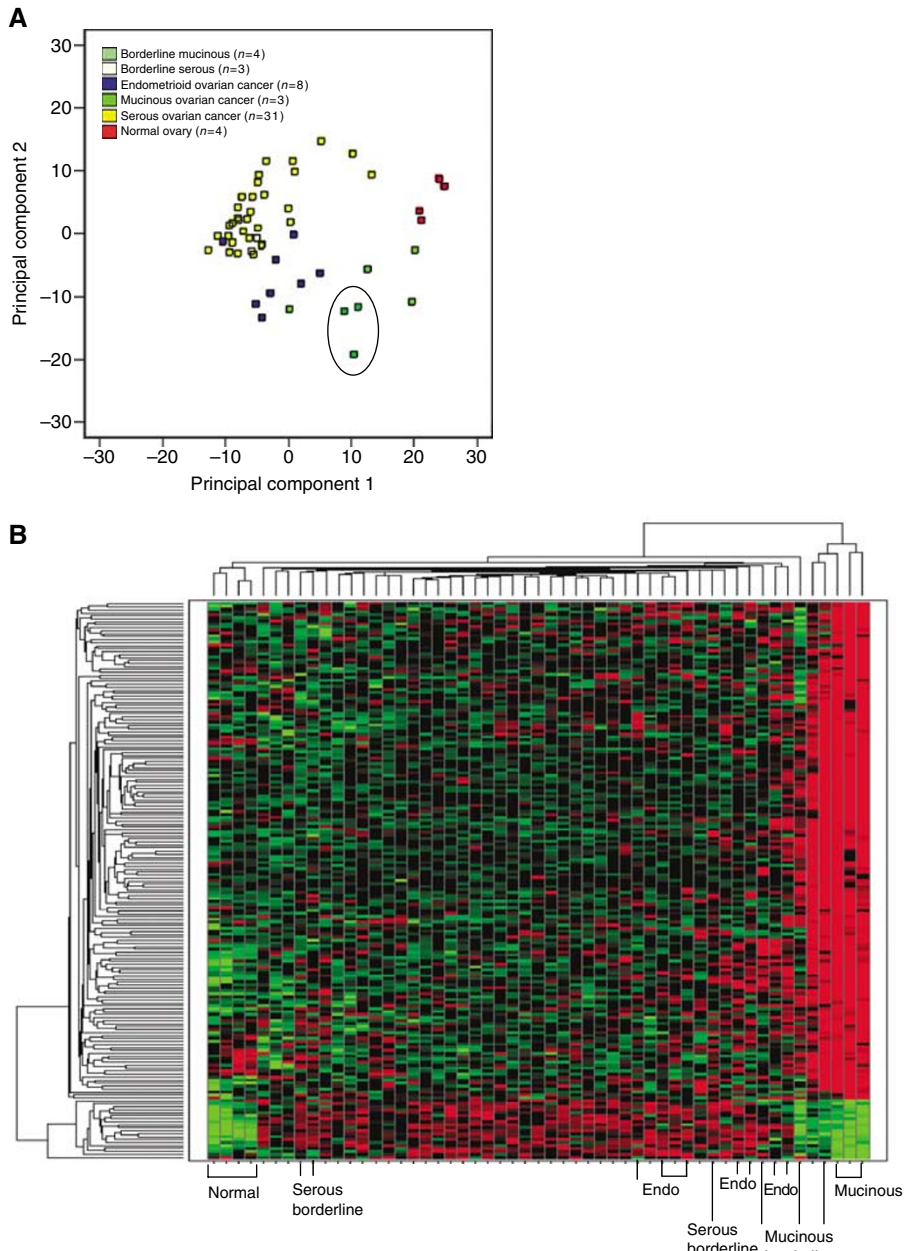 A
30
20
10
0
–10
–20
–30
Principal component 2
Borderline mucinous (n=4)
Borderline serous (n=3)
Endometrioid ovarian cancer (n=8)
Mucinous ovarian cancer (n=3)
Serous ovarian cancer (n=31)
Normal ovary (n=4)
–30 –20 –10 0 10 20 30
Principal component 1
B
Normal
Serous
borderline
Endo
Serous
borderline
Endo
Endo
Mucinous
Mucinous